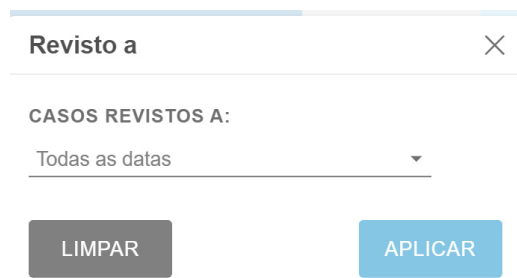 Revisto a
CASOS REVISTOS A:
Todas as datas
LIMPAR
APLICAR